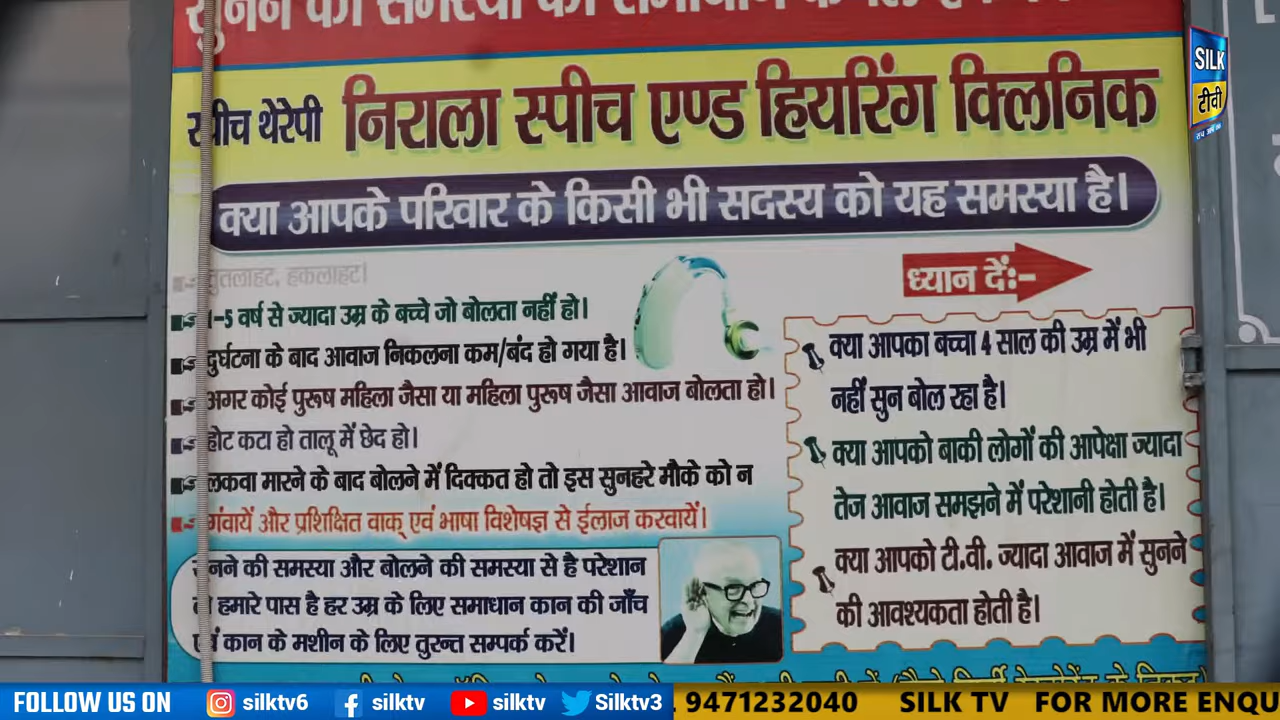 सुनने की समस्या का समाधान के लिए
स्पीच थेरेपी निराला स्पीच एण्ड हियरिंग क्लिनिक
क्या आपके परिवार के किसी भी सदस्य को यह समस्या है।
तुतलाहट, हकलाहट।
-5 वर्ष से ज्यादा उम्र के बच्चे जो बोलता नहीं हो।
दुर्घटना के बाद आवाज निकलना कम/बंद हो गया है।
अगर कोई पुरूष महिला जैसा या महिला पुरूष जैसा आवाज बोलता हो।
होट कटा हो तालू में छेद हो।
लकवा मारने के बाद बोलने में दिक्कत हो तो इस सुनहरे मौके को न
गंवायें और प्रशिक्षित वाक् एवं भाषा विशेषज्ञ से ईलाज करवायें।
सुनने की समस्या और बोलने की समस्या से है परेशान
तो हमारे पास है हर उम्र के लिए समाधान कान की जाँच
एवं कान के मशीन के लिए तुरन्त सम्पर्क करें।
ध्यान दें:-
क्या आपका बच्चा 4 साल की उम्र में भी
नहीं सुन बोल रहा है।
क्या आपको बाकी लोगों की आपेक्षा ज्यादा
तेज आवाज समझने में परेशानी होती है।
क्या आपको टी.वी. ज्यादा आवाज में सुनने
की आवश्यकता होती है।
SILK
टीवी
FOLLOW US ON silktv6 silktv silktv Silktv3 9471232040 SILK TV FOR MORE ENQU